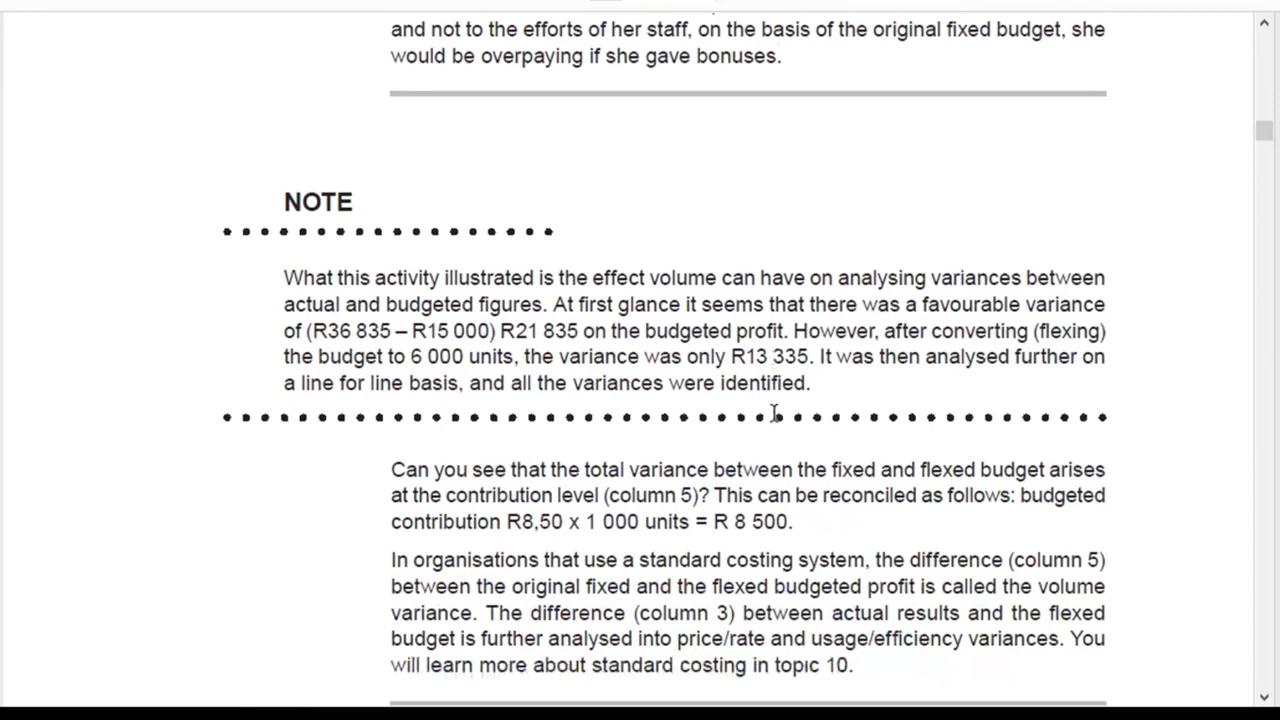 and not to the efforts of her staff, on the basis of the original fixed budget, she
would be overpaying if she gave bonuses.
NOTE
What this activity illustrated is the effect volume can have on analysing variances between
actual and budgeted figures. At first glance it seems that there was a favourable variance
of (R36 835 – R15 000) R21 835 on the budgeted profit. However, after converting (flexing)
the budget to 6 000 units, the variance was only R13 335. It was then analysed further on
a line for line basis, and all the variances were identified.
Can you see that the total variance between the fixed and flexed budget arises
at the contribution level (column 5)? This can be reconciled as follows: budgeted
contribution R8,50 x 1 000 units = R 8 500.
In organisations that use a standard costing system, the difference (column 5)
between the original fixed and the flexed budgeted profit is called the volume
variance. The difference (column 3) between actual results and the flexed
budget is further analysed into price/rate and usage/efficiency variances. You
will learn more about standard costing in topic 10.